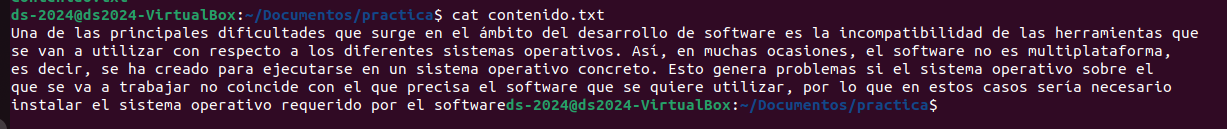 ds-2024@ds2024-VirtualBox:~/Documentos/practica$ cat contenido.txt
Una de las principales dificultades que surge en el ámbito del desarrollo de software es la incompatibilidad de las herramientas que
se van a utilizar con respecto a los diferentes sistemas operativos. Así, en muchas ocasiones, el software no es multiplataforma,
es decir, se ha creado para ejecutarse en un sistema operativo concreto. Esto genera problemas si el sistema operativo sobre el
que se va a trabajar no coincide con el que precisa el software que se quiere utilizar, por lo que en estos casos sería necesario
instalar el sistema operativo requerido por el softwareds-2024@ds2024-VirtualBox:~/Documentos/practica$